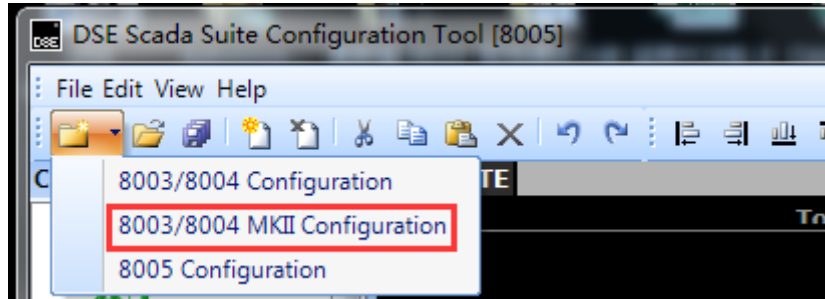 DSE DSE Scada Suite Configuration Tool [8005]
File Edit View Help
8003/8004 Configuration
8003/8004 MKII Configuration
8005 Configuration